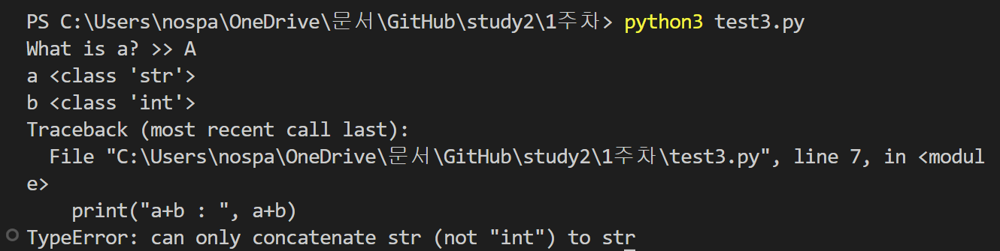 PS C:\Users\nospa\OneDrive\문서\GitHub\study2\1주차> python3 test3.py
What is a? >> A
a <class 'str'>
b <class 'int'>
Traceback (most recent call last):
  File "C:\Users\nospa\OneDrive\문서\GitHub\study2\1주차\test3.py", line 7, in <modul
e>
    print("a+b : ", a+b)
TypeError: can only concatenate str (not "int") to str